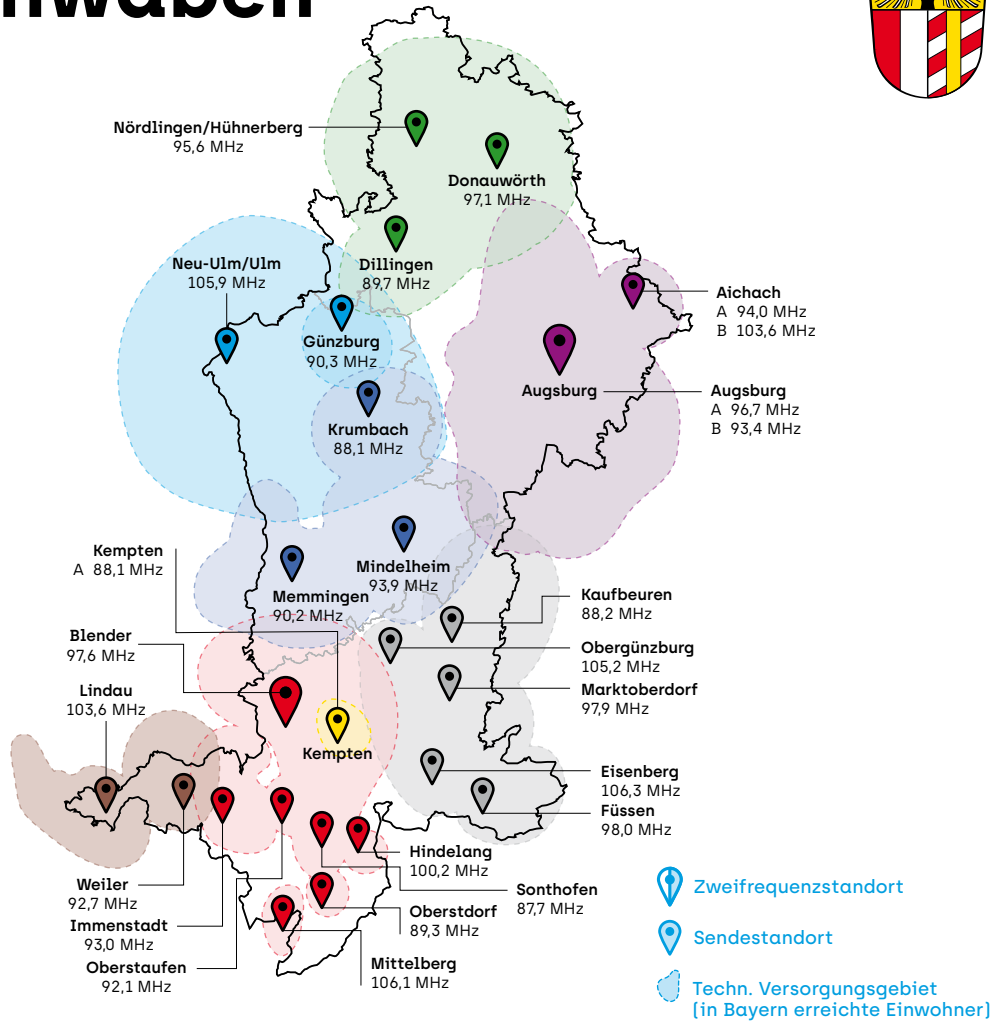 Nördlingen/Hühnerberg
95,6 MHz
Donauwörth
97,1 MHz
Dillingen
89,7 MHz
Neu-Ulm/Ulm
105,9 MHz
Günzburg
90,3 MHz
Aichach
A 94,0 MHz
B 103,6 MHz
Augsburg
Augsburg
A 96,7 MHz
B 93,4 MHz
Krumbach
88,1 MHz
Kempten
A 88,1 MHz
Mindelheim
93,9 MHz
Memmingen
90,2 MHz
Kaufbeuren
88,2 MHz
Blender
97,6 MHz
Obergünzburg
105,2 MHz
Lindau
103,6 MHz
Marktoberdorf
97,9 MHz
Kempten
Eisenberg
106,3 MHz
Füssen
98,0 MHz
Hindelang
100,2 MHz
Weiler
92,7 MHz
Sonthofen
87,7 MHz
Immenstadt
93,0 MHz
Oberstdorf
89,3 MHz
Oberstaufen
92,1 MHz
Mittelberg
106,1 MHz
Zweifrequenzstandort
Sendestandort
Techn. Versorgungsgebiet
(in Bayern erreichte Einwohner)